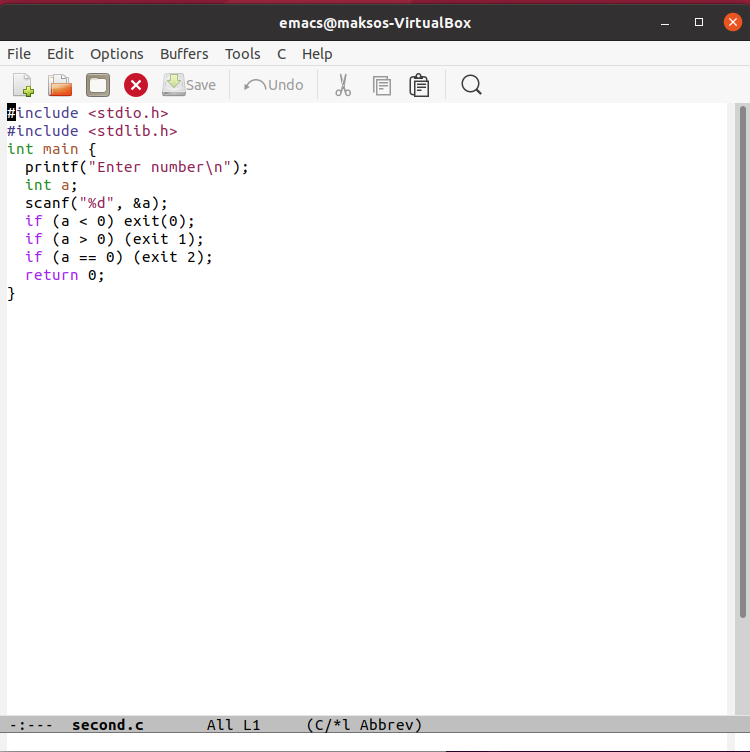 emacs@maksos-VirtualBox
File Edit Options Buffers Tools C Help
Save Undo
#include <stdio.h>
#include <stdlib.h>
int main {
  printf("Enter number\n");
  int a;
  scanf("%d", &a);
  if (a < 0) exit(0);
  if (a > 0) (exit 1);
  if (a == 0) (exit 2);
  return 0;
}
-:--- second.c All L1 (C/*l Abbrev)